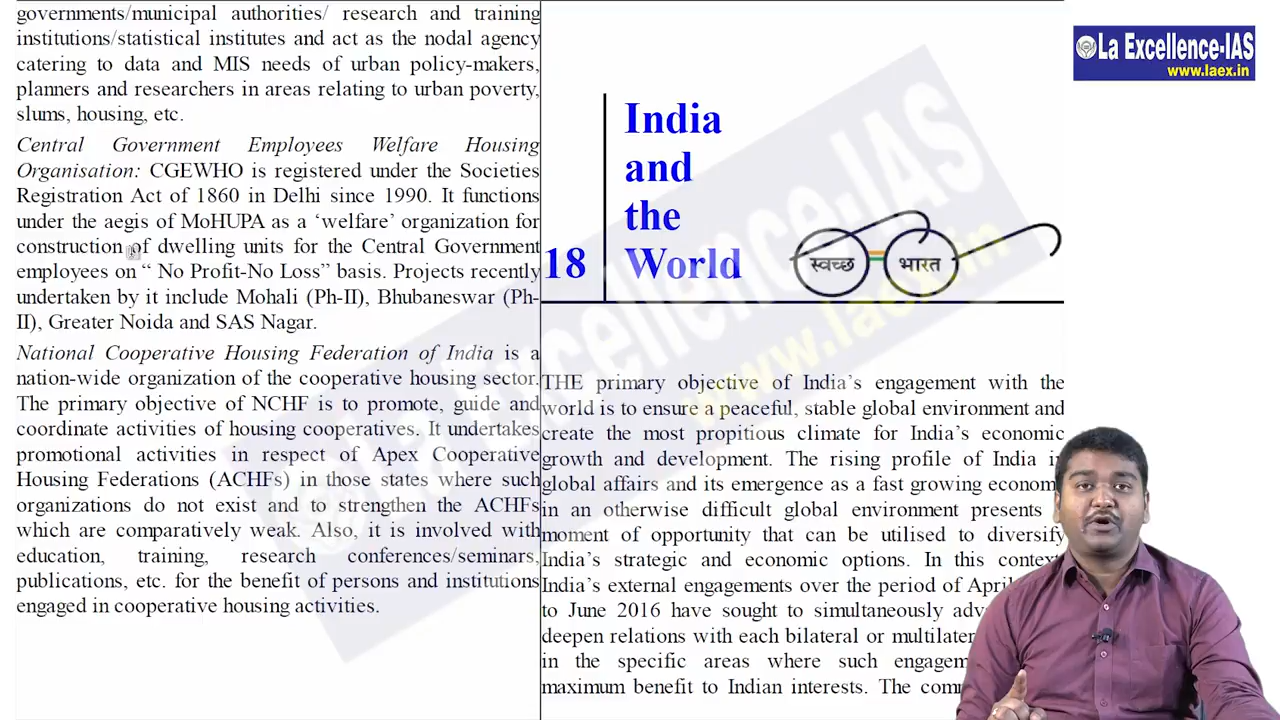 governments/municipal authorities/ research and training
institutions/statistical institutes and act as the nodal agency
catering to data and MIS needs of urban policy-makers,
planners and researchers in areas relating to urban poverty,
slums, housing, etc.
Central Government Employees Welfare Housing
Organisation: CGEWHO is registered under the Societies
Registration Act of 1860 in Delhi since 1990. It functions
under the aegis of MoHUPA as a ‘welfare’ organization for
construction of dwelling units for the Central Government
employees on “ No Profit-No Loss” basis. Projects recently
undertaken by it include Mohali (Ph-II), Bhubaneswar (Ph-
II), Greater Noida and SAS Nagar.
National Cooperative Housing Federation of India is a
nation-wide organization of the cooperative housing sector.
The primary objective of NCHF is to promote, guide and
coordinate activities of housing cooperatives. It undertakes
promotional activities in respect of Apex Cooperative
Housing Federations (ACHFs) in those states where such
organizations do not exist and to strengthen the ACHFs
which are comparatively weak. Also, it is involved with
education, training, research conferences/seminars,
publications, etc. for the benefit of persons and institutions
engaged in cooperative housing activities.
La Excellence-IAS
www.laex.in
18
India
and
the
World
स्वच्छ भारत
THE primary objective of India’s engagement with the
world is to ensure a peaceful, stable global environment and
create the most propitious climate for India’s economic
growth and development. The rising profile of India
global affairs and its emergence as a fast growing
in an otherwise difficult global environment presents
moment of opportunity that can be utilised to diversify
India’s strategic and economic options. In this
India’s external engagements over the period of April
to June 2016 have sought to simultaneously
deepen relations with each bilateral or
in the specific areas where such
maximum benefit to Indian interests. The
La Excellence-IAS
www.laex.in